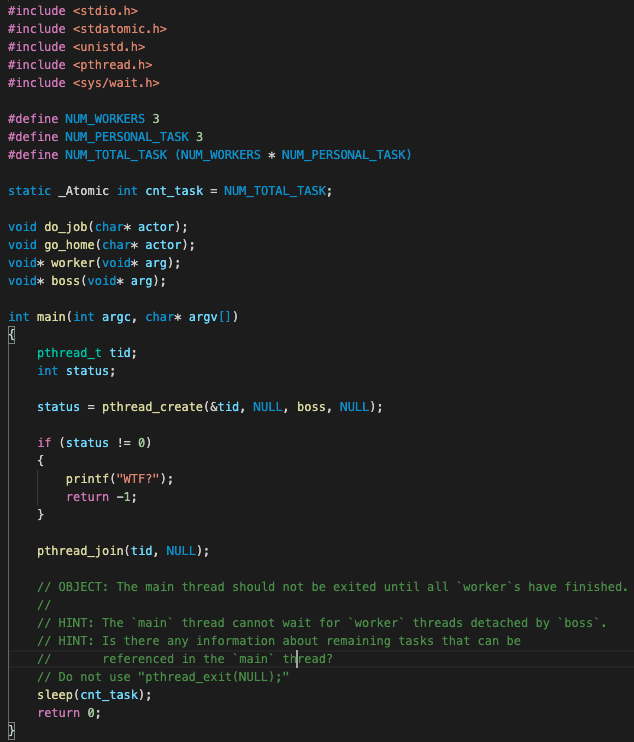 #include <stdio.h>
#include <stdatomic.h>
#include <unistd.h>
#include <pthread.h>
#include <sys/wait.h>

#define NUM_WORKERS 3
#define NUM_PERSONAL_TASK 3
#define NUM_TOTAL_TASK (NUM_WORKERS * NUM_PERSONAL_TASK)

static _Atomic int cnt_task = NUM_TOTAL_TASK;

void do_job(char* actor);
void go_home(char* actor);
void* worker(void* arg);
void* boss(void* arg);

int main(int argc, char* argv[])
{
    pthread_t tid;
    int status;

    status = pthread_create(&tid, NULL, boss, NULL);

    if (status != 0)
    {
        printf("WTF?");
        return -1;
    }

    pthread_join(tid, NULL);

    // OBJECT: The main thread should not be exited until all `worker`s have finished.
    //
    // HINT: The `main` thread cannot wait for `worker` threads detached by `boss`.
    // HINT: Is there any information about remaining tasks that can be
    //       referenced in the `main` thread?
    // Do not use "pthread_exit(NULL);"
    sleep(cnt_task);
    return 0;
}